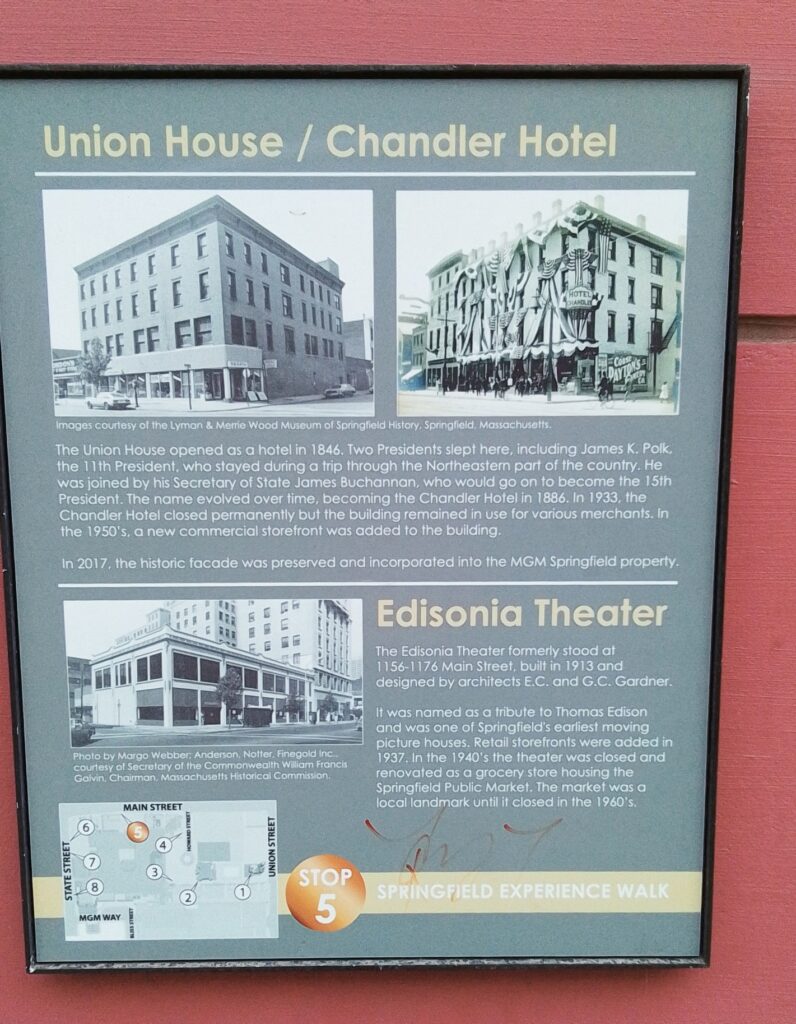 Union House / Chandler Hotel
HOTEL
CHANDLER
Images courtesy of the Lyman & Merrie Wood Museum of Springfield History, Springfield, Massachusetts.
The Union House opened as a hotel in 1846. Two Presidents slept here, including James K. Polk,
the 11th President, who stayed during a trip through the Northeastern part of the country. He
was joined by his Secretary of State James Buchannan, who would go on to become the 15th
President. The name evolved over time, becoming the Chandler Hotel in 1886. In 1933, the
Chandler Hotel closed permanently but the building remained in use for various merchants. In
the 1950's, a new commercial storefront was added to the building.
In 2017, the historic facade was preserved and incorporated into the MGM Springfield property.
Edisonia Theater
The Edisonia Theater formerly stood at
1156-1176 Main Street, built in 1913 and
designed by architects E.C. and G.C. Gardner.
It was named as a tribute to Thomas Edison
and was one of Springfield's earliest moving
picture houses. Retail storefronts were added in
1937. In the 1940's the theater was closed and
renovated as a grocery store housing the
Springfield Public Market. The market was a
local landmark until it closed in the 1960's.
Photo by Margo Webber; Anderson, Notter, Finegold Inc.,
courtesy of Secretary of the Commonwealth William Francis
Galvin, Chairman, Massachusetts Historical Commission.
MAIN STREET
STATE STREET
HOWARD STREET
UNION STREET
MGM WAY
BLISS STREET
6
5
4
7
3
8
2
1
STOP
5
SPRINGFIELD EXPERIENCE WALK